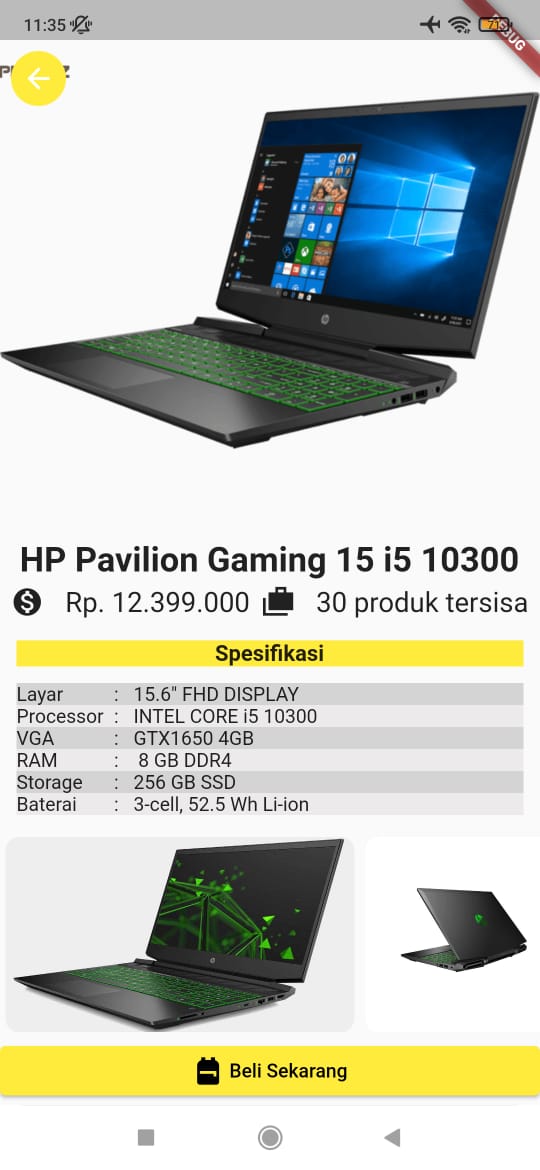 11:35
71
HP Pavilion Gaming 15 i5 10300
Rp. 12.399.000 30 produk tersisa
Spesifikasi
Layar : 15.6" FHD DISPLAY
Processor : INTEL CORE i5 10300
VGA : GTX1650 4GB
RAM : 8 GB DDR4
Storage : 256 GB SSD
Baterai : 3-cell, 52.5 Wh Li-ion
Beli Sekarang